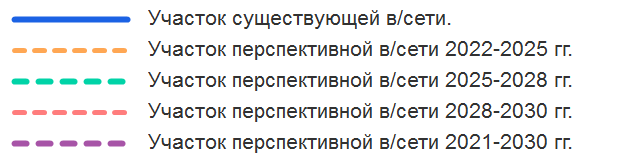 Участок существующей в/сети.
Участок перспективной в/сети 2022-2025 гг.
Участок перспективной в/сети 2025-2028 гг.
Участок перспективной в/сети 2028-2030 гг.
Участок перспективной в/сети 2021-2030 гг.